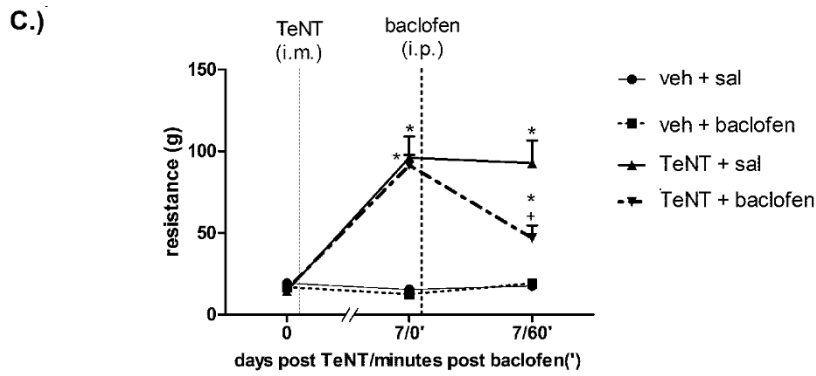 C.)
TeNT
(i.m.)
baclofen
(i.p.)
150
100
50
0
resistance (g)
*
*
*
*
+
0
7/0'
7/60'
days post TeNT/minutes post baclofen(')
veh + sal
veh + baclofen
TeNT + sal
TeNT + baclofen